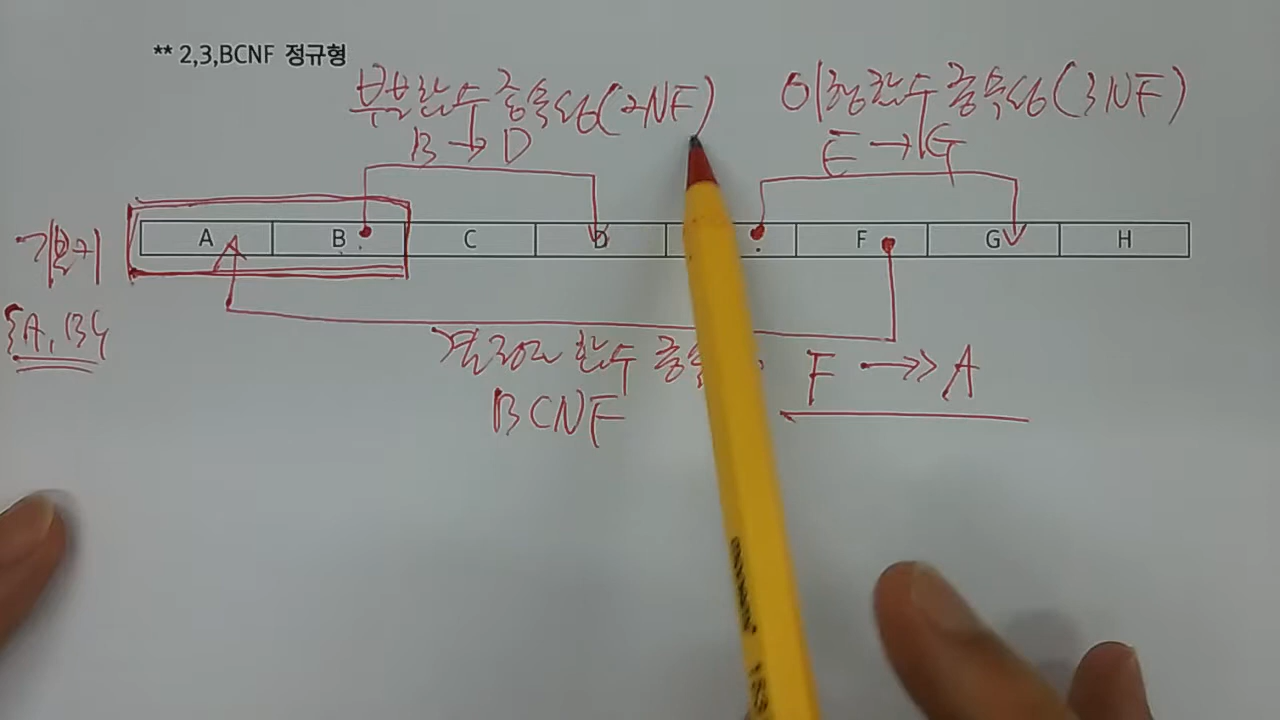 ** 2,3,BCNF 정규형
부분함수 종속성(2NF)
B → D
이행함수 종속성(3NF)
E → G
기본키
A B C D F G H
{A, B}
결정자 함수 종속
BCNF
F →> A